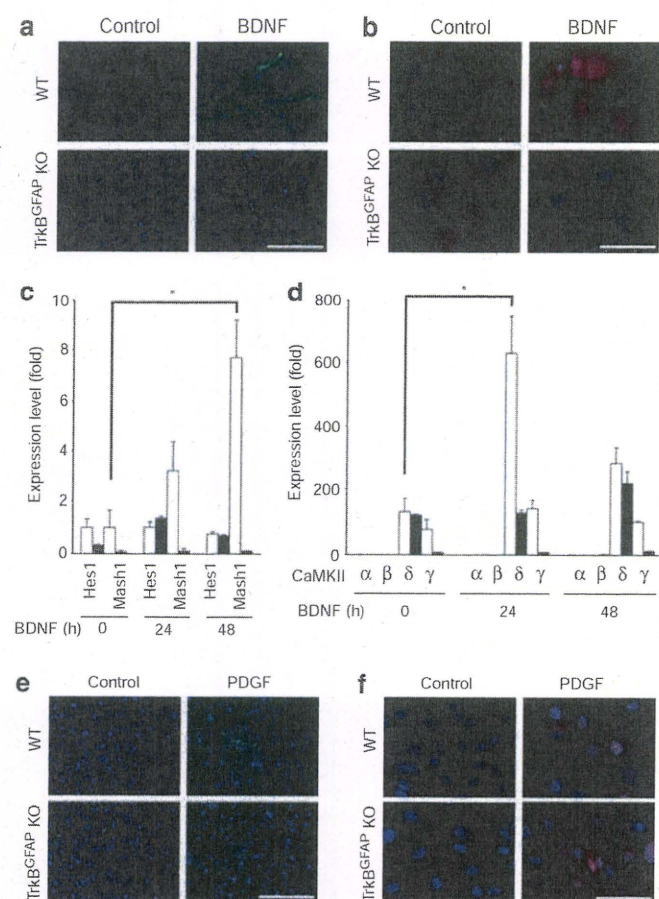 a
Control BDNF
WT
TrkB^GFAP KO
b
Control BDNF
WT
TrkB^GFAP KO
c
Expression level (fold)
10
8
6
4
2
0
*
Hes1 Mash1 Hes1 Mash1 Hes1 Mash1
BDNF (h) 0 24 48
d
Expression level (fold)
800
600
400
200
0
*
CaMKII α β δ γ α β δ γ α β δ γ
BDNF (h) 0 24 48
e
Control PDGF
WT
TrkB^GFAP KO
f
Control PDGF
WT
TrkB^GFAP KO